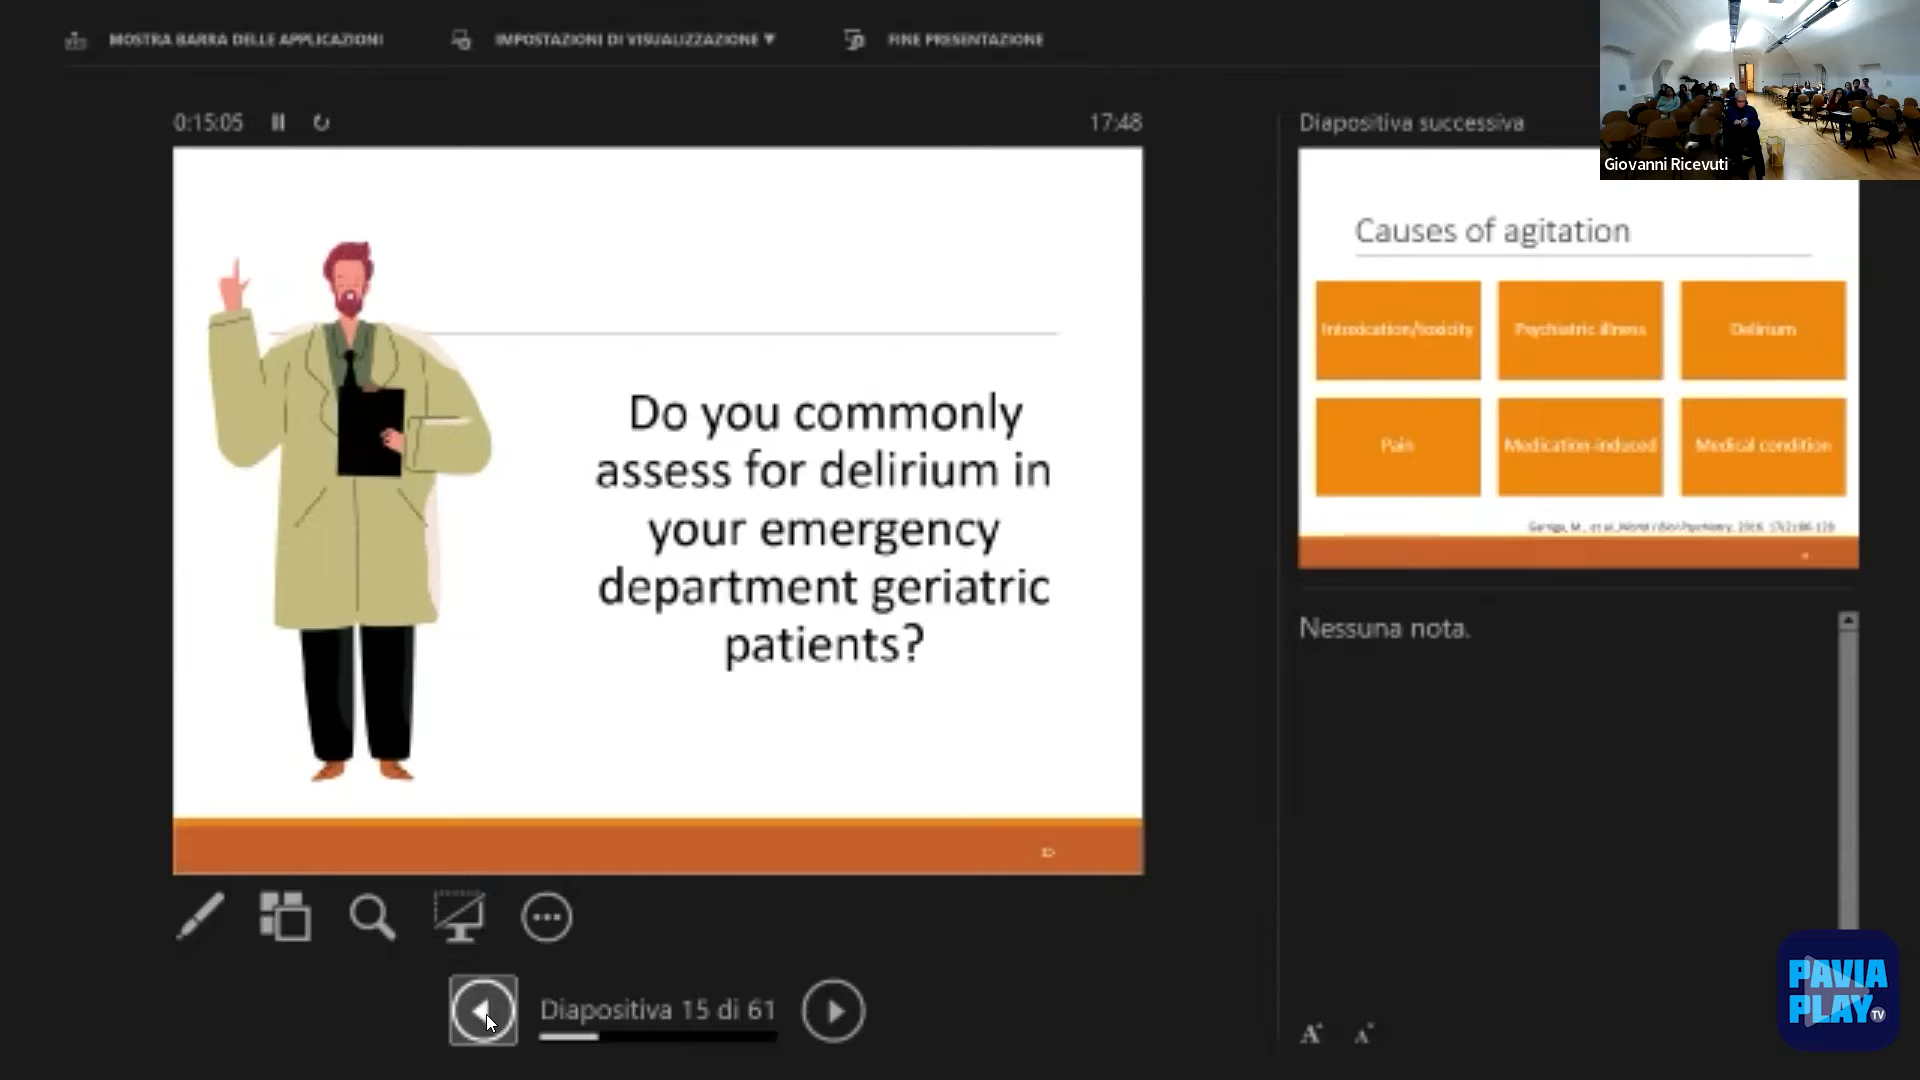 MOSTRA BARRA DELLE APPLICAZIONI
IMPOSTAZIONI DI VISUALIZZAZIONE ▼
FINE PRESENTAZIONE
Giovanni Ricevuti
0:15:05
17:48
Diapositiva successiva
Do you commonly
assess for delirium in
your emergency
department geriatric
patients?
Causes of agitation
Intoxication/toxicity
Psychiatric illness
Delirium
Pain
Medication-induced
Medical condition
Nessuna nota.
Diapositiva 15 di 61
PAVIA
PLAY TV